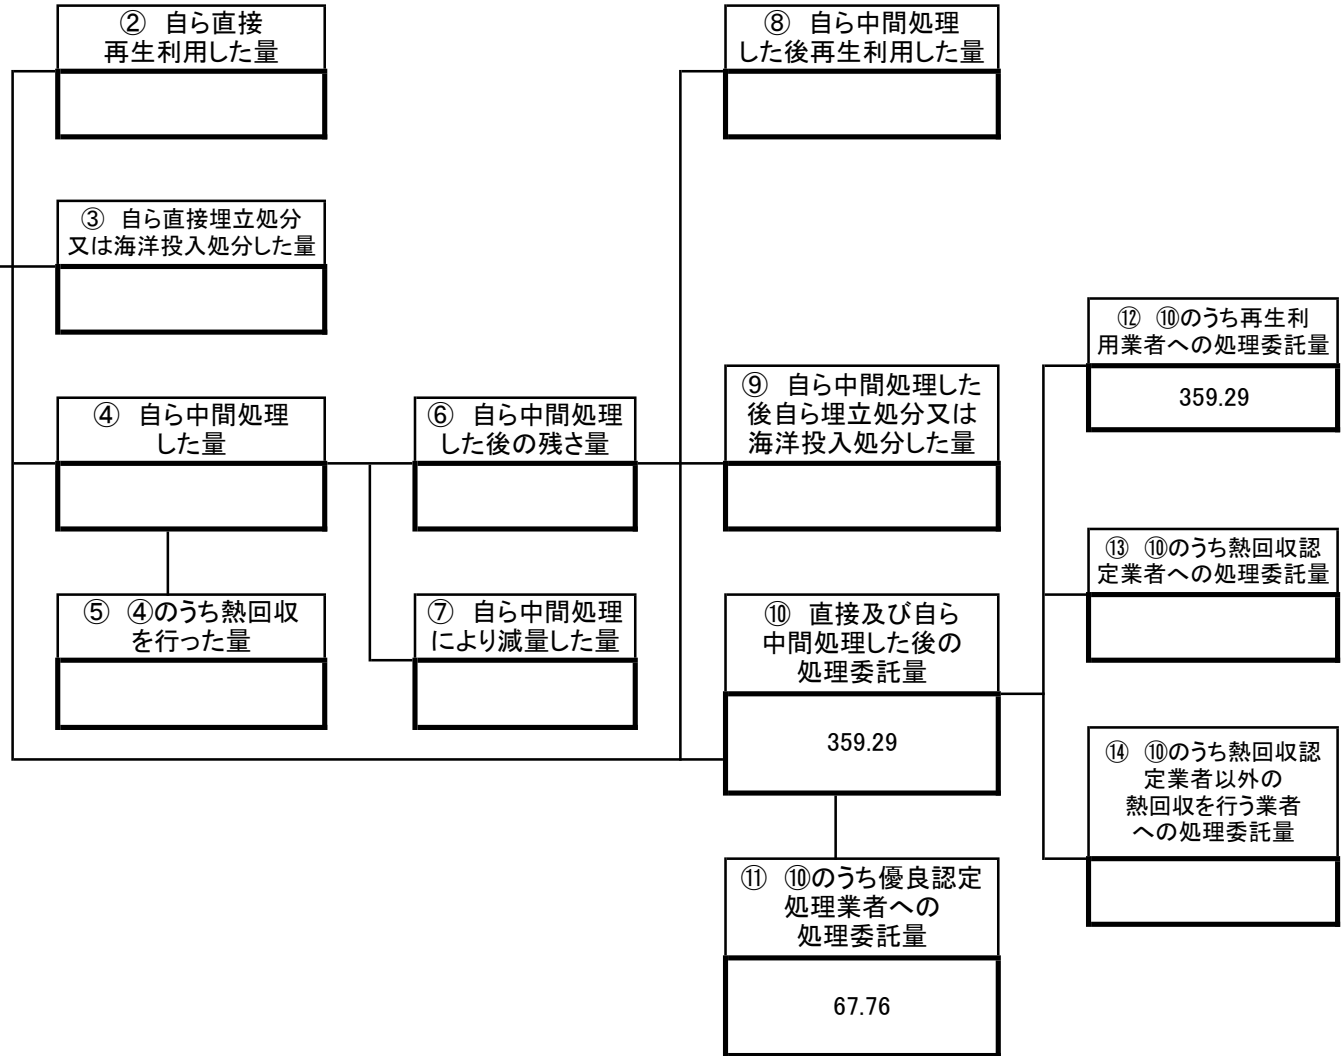 ② 自ら直接
再生利用した量
⑧ 自ら中間処理
した後再生利用した量
③ 自ら直接埋立処分
又は海洋投入処分した量
⑫ ⑩のうち再生利
用業者への処理委託量
359.29
④ 自ら中間処理
した量
⑥ 自ら中間処理
した後の残さ量
⑨ 自ら中間処理した
後自ら埋立処分又は
海洋投入処分した量
⑬ ⑩のうち熱回収認
定業者への処理委託量
⑤ ④のうち熱回収
を行った量
⑦ 自ら中間処理
により減量した量
⑩ 直接及び自ら
中間処理した後の
処理委託量
359.29
⑭ ⑩のうち熱回収認
定業者以外の
熱回収を行う業者
への処理委託量
⑪ ⑩のうち優良認定
処理業者への
処理委託量
67.76